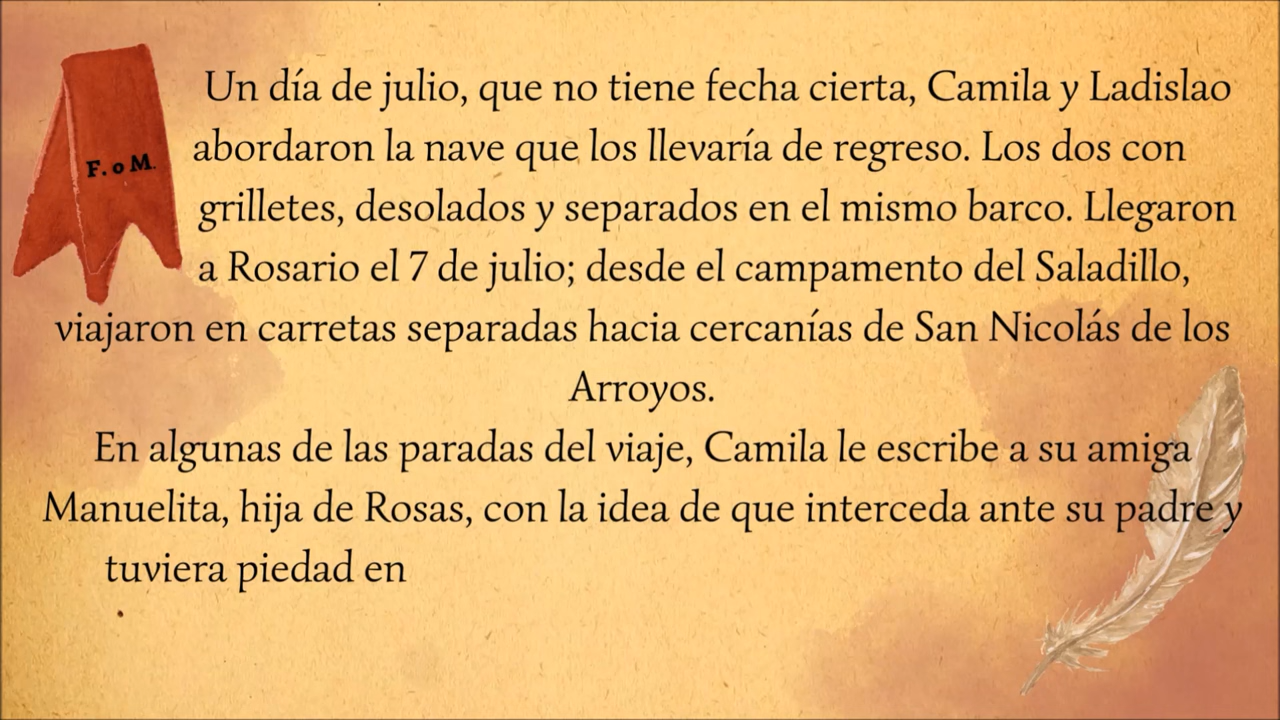 Un día de julio, que no tiene fecha cierta, Camila y Ladislao
abordaron la nave que los llevaría de regreso. Los dos con
F. o M.
grilletes, desolados y separados en el mismo barco. Llegaron
a Rosario el 7 de julio; desde el campamento del Saladillo,
viajaron en carretas separadas hacia cercanías de San Nicolás de los
Arroyos.
En algunas de las paradas del viaje, Camila le escribe a su amiga
Manuelita, hija de Rosas, con la idea de que interceda ante su padre y
tuviera piedad en